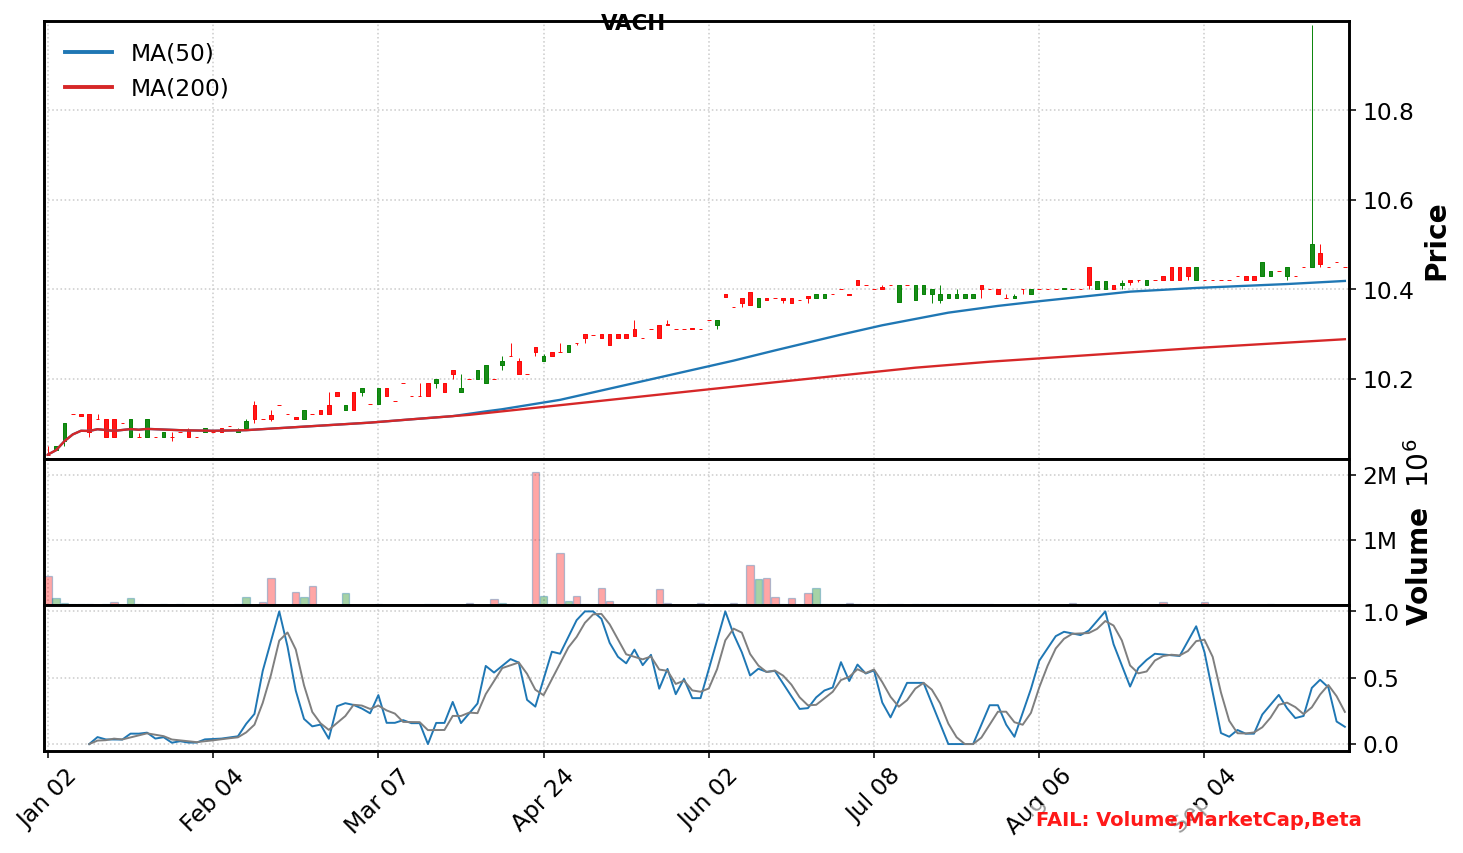 VACH
MA(50)
MA(200)
10.8
10.6
10.4
10.2
Price
2M
1M
Volume 10^6
1.0
0.5
0.0
Jan 02
Feb 04
Mar 07
Apr 24
Jun 02
Jul 08
Aug 06
Sep 04
FAIL: Volume,MarketCap,Beta